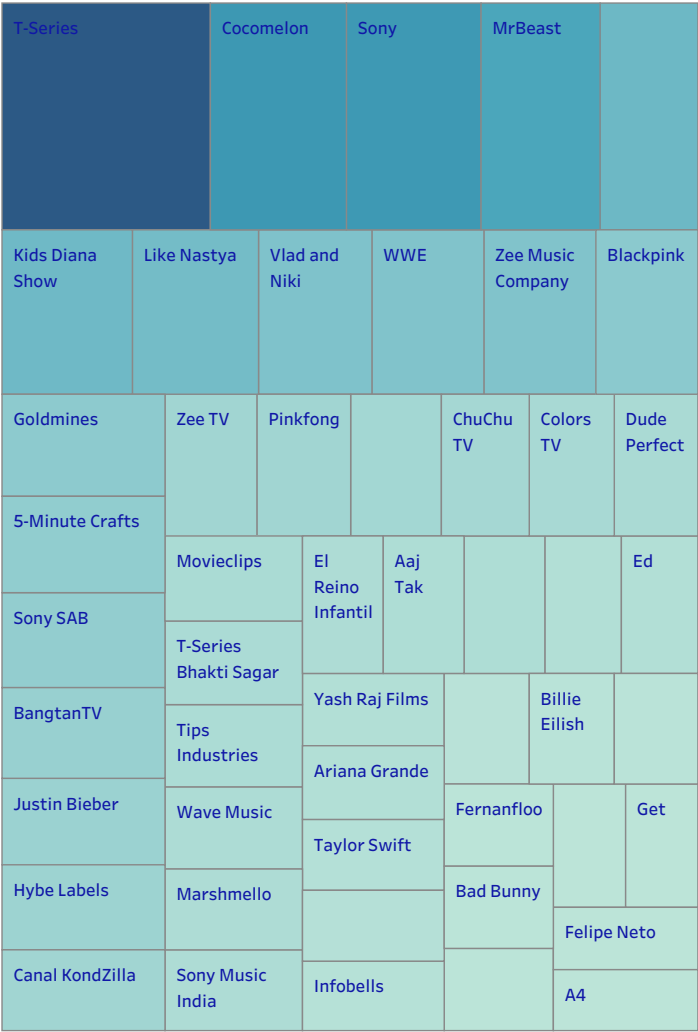 T-Series
Cocomelon
Sony
MrBeast
Kids Diana
Show
Like Nastya
Vlad and
Niki
WWE
Zee Music
Company
Blackpink
Goldmines
5-Minute Crafts
Sony SAB
BangtanTV
Justin Bieber
Hybe Labels
Canal KondZilla
Zee TV
Pinkfong
ChuChu
TV
Colors
TV
Dude
Perfect
Movieclips
T-Series
Bhakti Sagar
Tips
Industries
Wave Music
Marshmello
Sony Music
India
El
Reino
Infantil
Aaj
Tak
Ed
Yash Raj Films
Ariana Grande
Taylor Swift
Infobells
Billie
Eilish
Fernanfloo
Bad Bunny
Get
Felipe Neto
A4